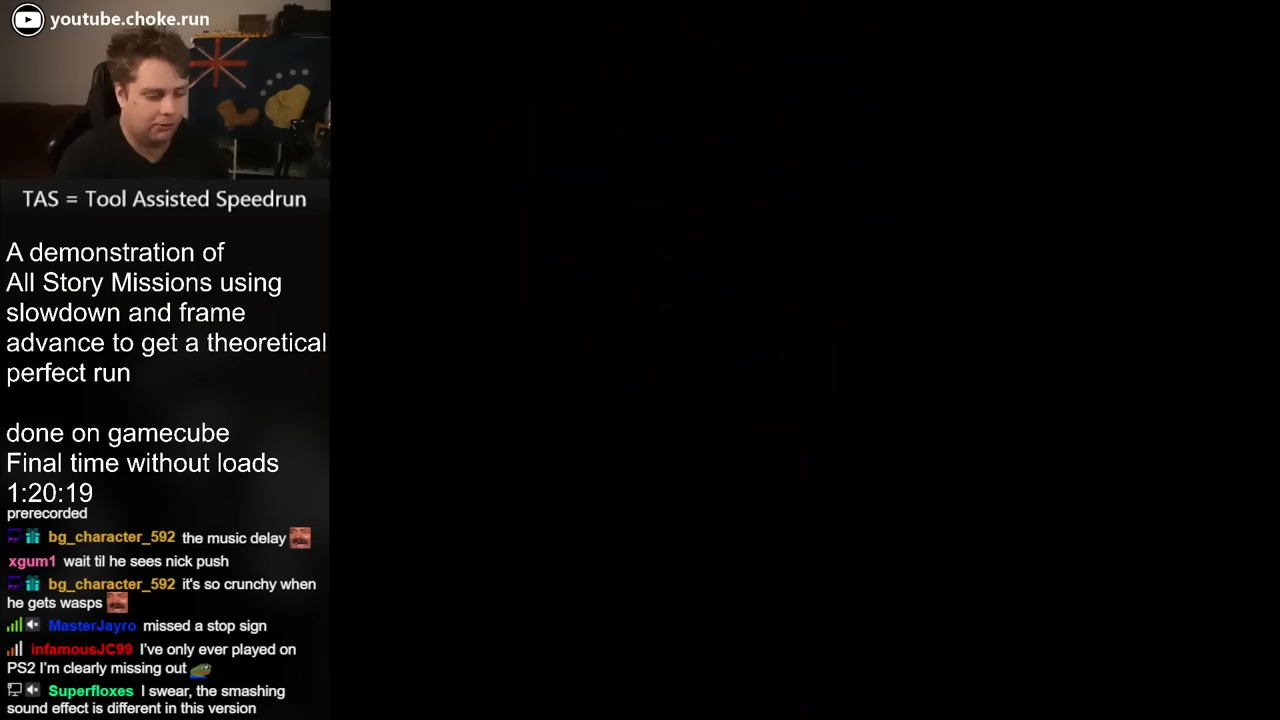 youtube.choke.run
TAS = Tool Assisted Speedrun
A demonstration of
All Story Missions using
slowdown and frame
advance to get a theoretical
perfect run
done on gamecube
Final time without loads
1:20:19
prerecorded
bg_character_592 the music delay
xgum1 wait til he sees nick push
bg_character_592 it's so crunchy when
he gets wasps
MasterJayro missed a stop sign
infamousJC99 I've only ever played on
PS2 I'm clearly missing out
Superfloxes I swear, the smashing
sound effect is different in this version